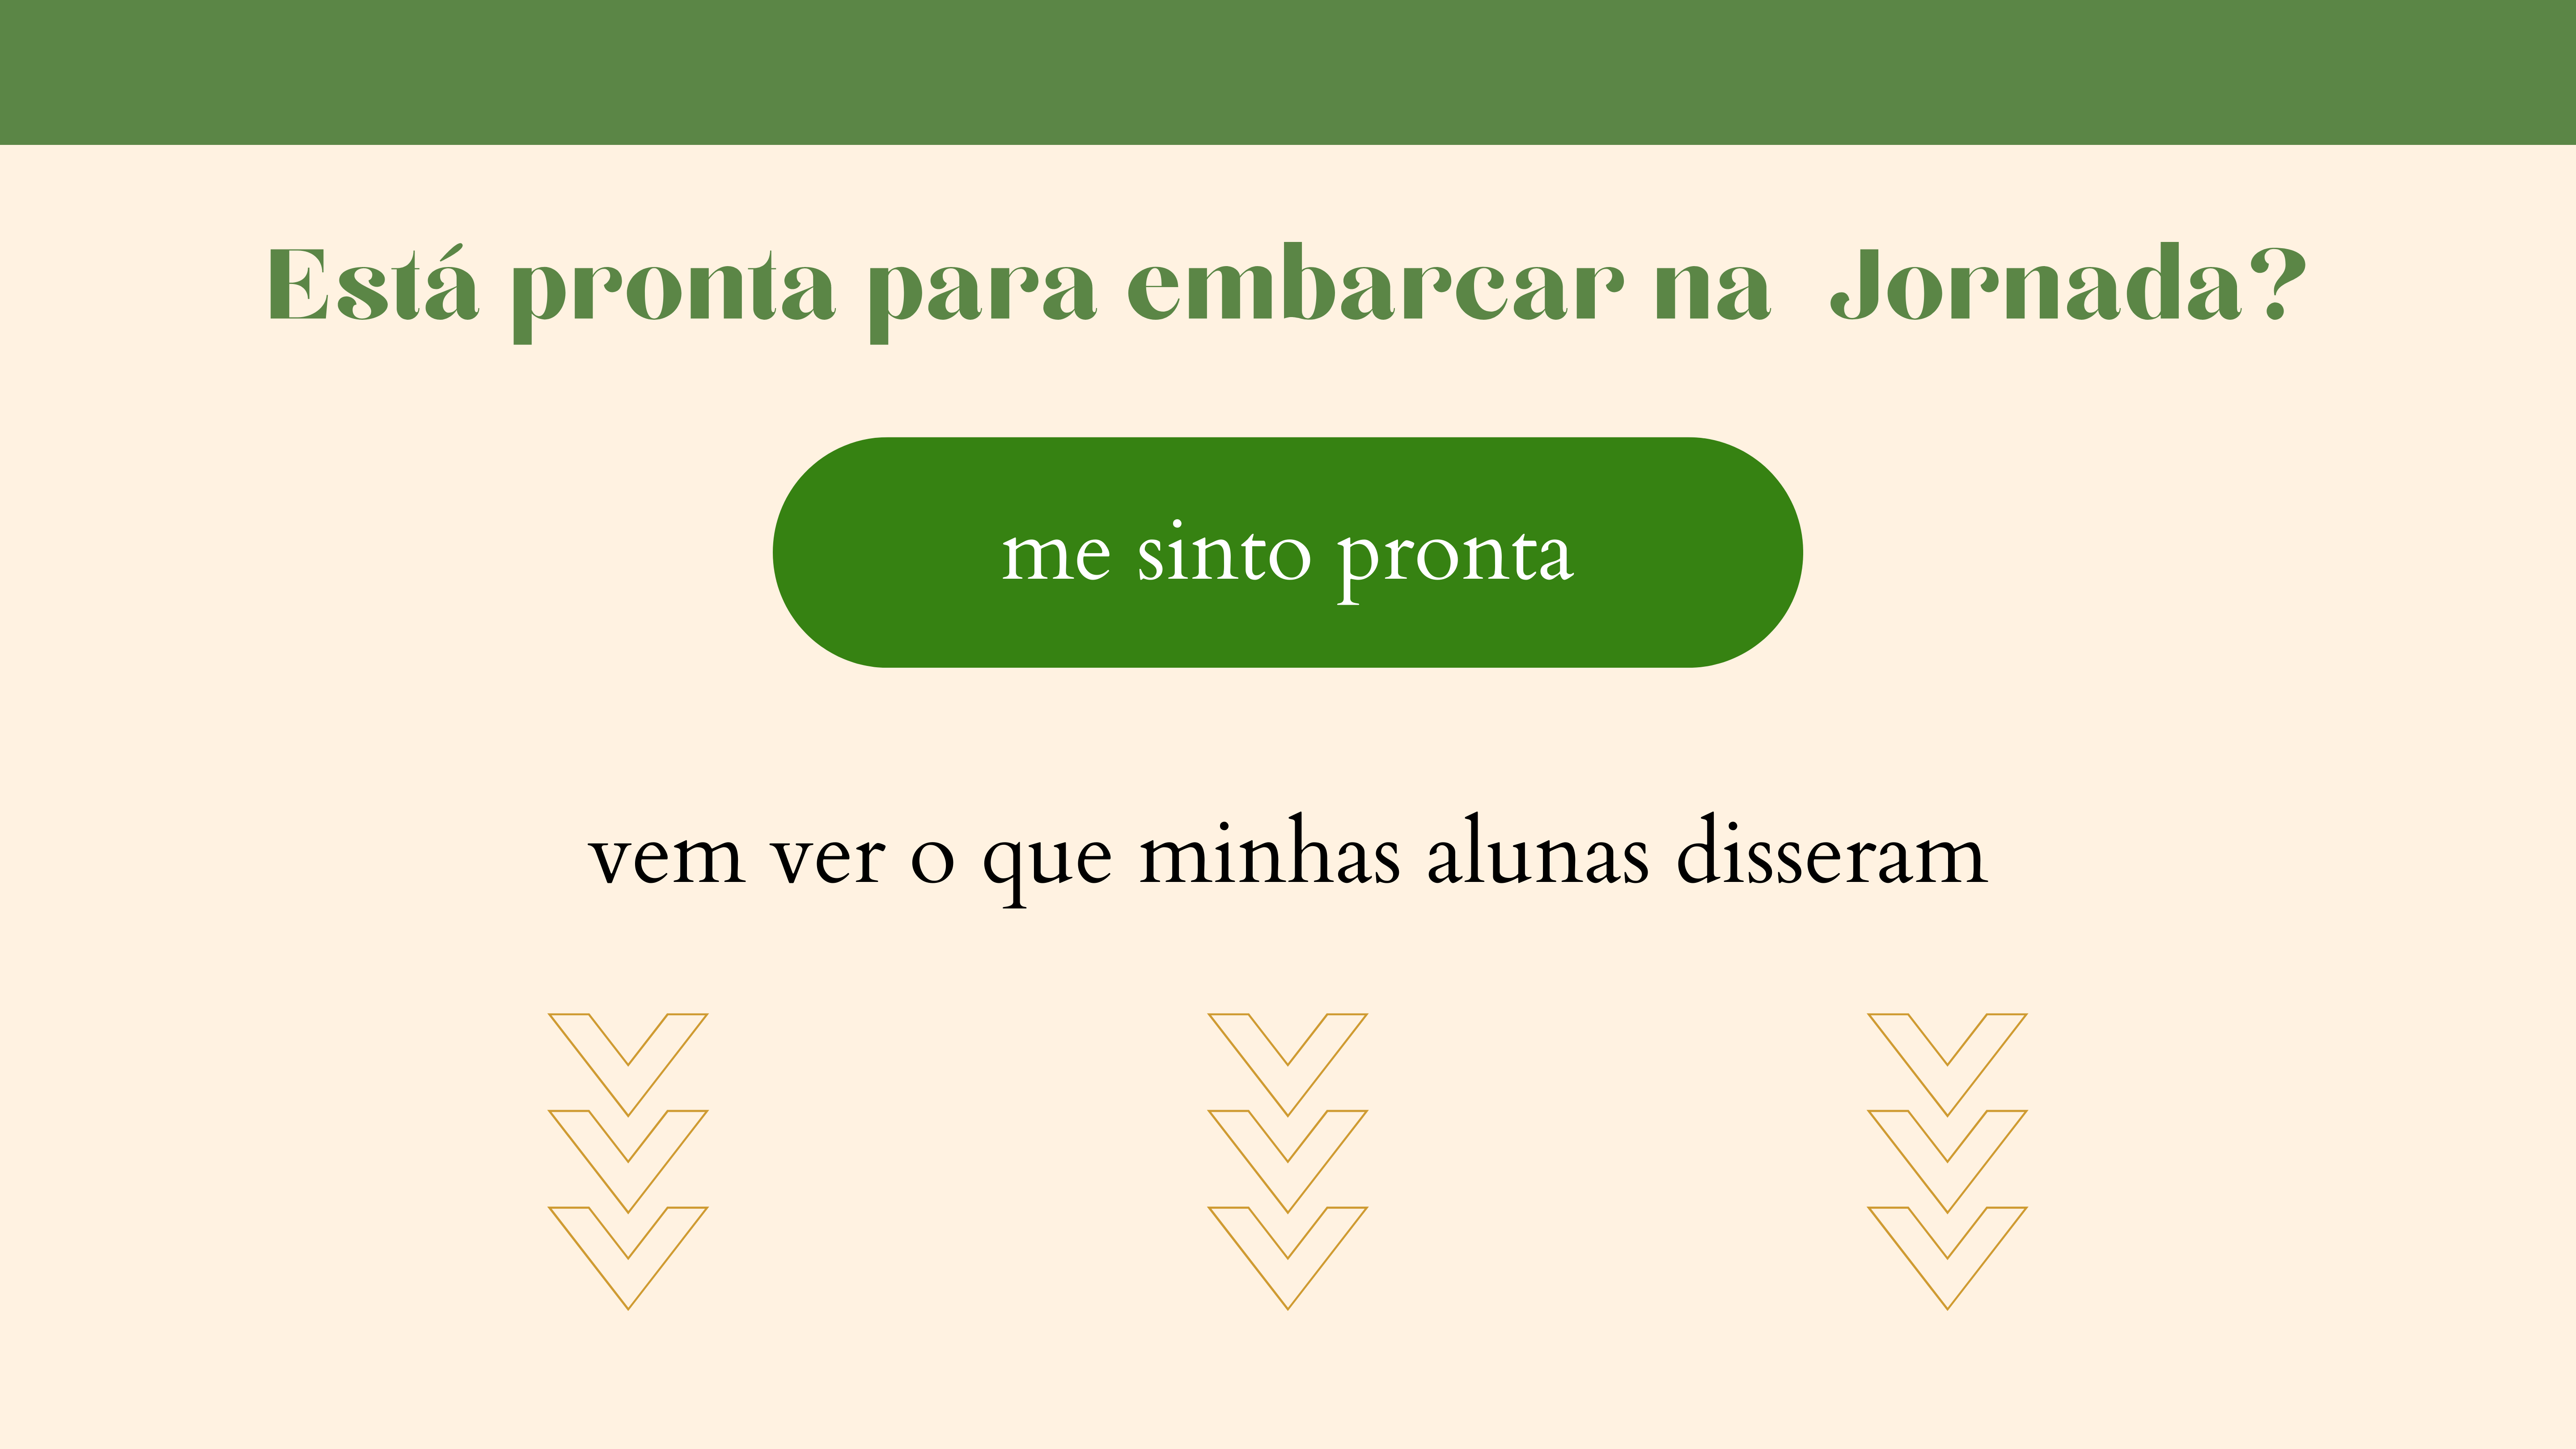 Está pronta para embarcar na  Jornada?
me sinto pronta
vem ver o que minhas alunas disseram